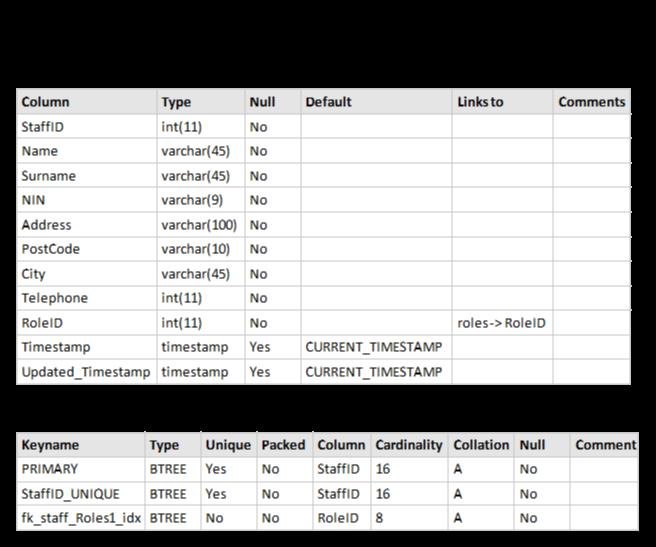 Column Type Null Default Links to Comments
StaffID int(11) No
Name varchar(45) No
Surname varchar(45) No
NIN varchar(9) No
Address varchar(100) No
PostCode varchar(10) No
City varchar(45) No
Telephone int(11) No
RoleID int(11) No roles-> RoleID
Timestamp timestamp Yes CURRENT_TIMESTAMP
Updated_Timestamp timestamp Yes CURRENT_TIMESTAMP
Keyname Type Unique Packed Column Cardinality Collation Null Comment
PRIMARY BTREE Yes No StaffID 16 A No
StaffID_UNIQUE BTREE Yes No StaffID 16 A No
fk_staff_Roles1_idx BTREE No No RoleID 8 A No